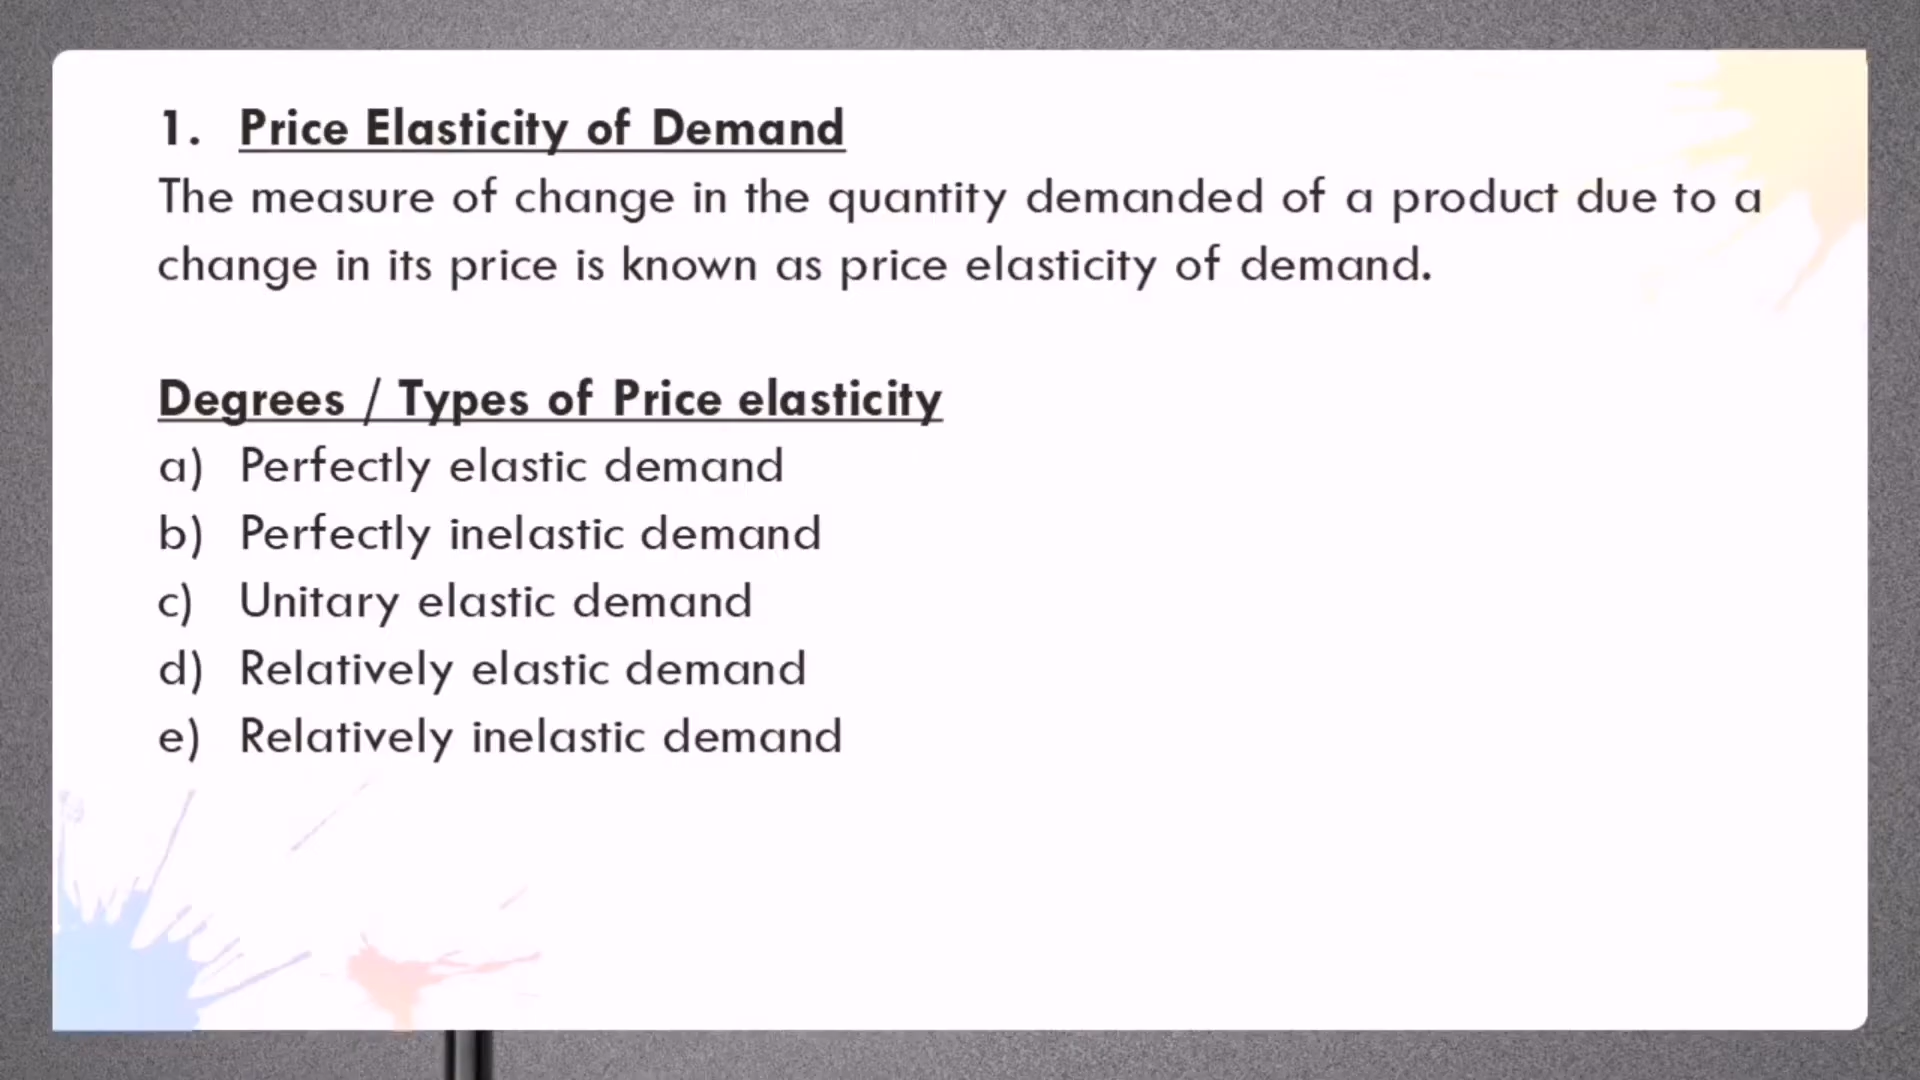 1. Price Elasticity of Demand
The measure of change in the quantity demanded of a product due to a
change in its price is known as price elasticity of demand.
Degrees / Types of Price elasticity
a) Perfectly elastic demand
b) Perfectly inelastic demand
c) Unitary elastic demand
d) Relatively elastic demand
e) Relatively inelastic demand